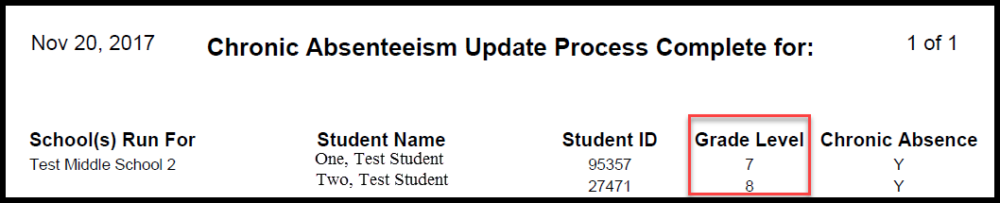 Nov 20, 2017 Chronic Absenteeism Update Process Complete for: 1 of 1
School(s) Run For Student Name Student ID Grade Level Chronic Absence
Test Middle School 2 One, Test Student 95357 7 Y
Two, Test Student 27471 8 Y